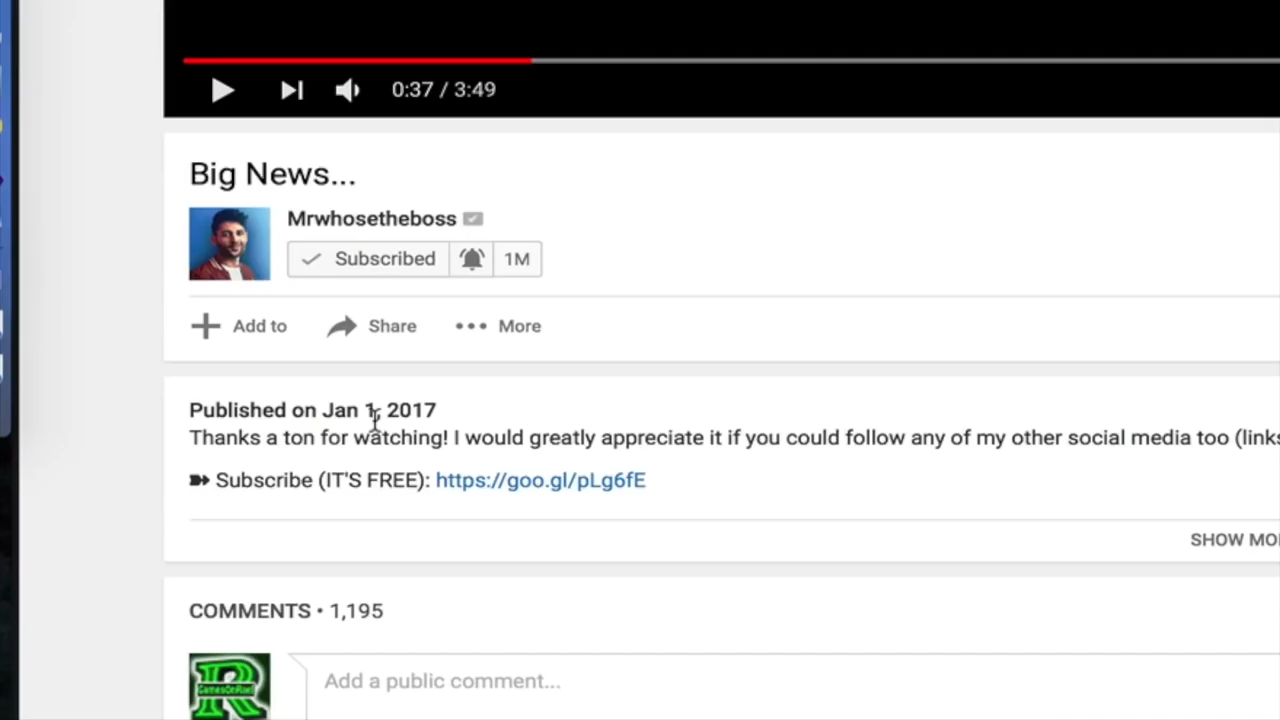 0:37 / 3:49
Big News...
Mrwhosetheboss
Subscribed 1M
Add to Share More
Published on Jan 1, 2017
Thanks a ton for watching! I would greatly appreciate it if you could follow any of my other social media too (links
Subscribe (IT'S FREE): https://goo.gl/pLg6fE
SHOW MO
COMMENTS • 1,195
R
GamesOnRoof
Add a public comment...